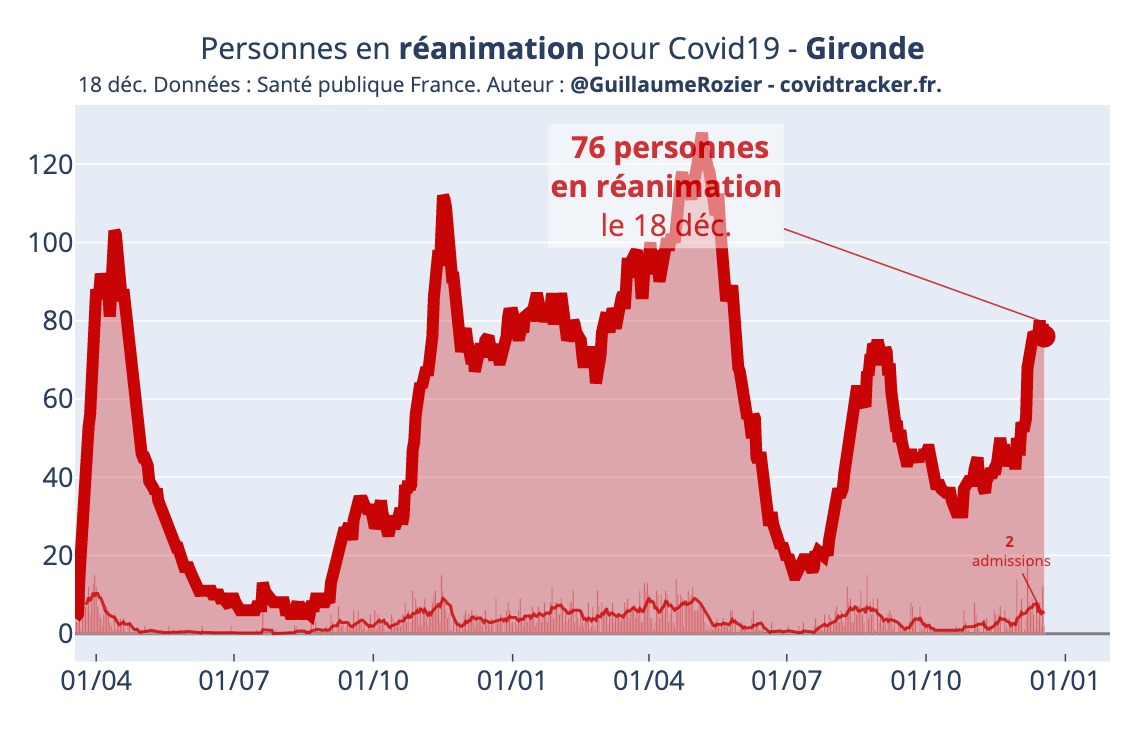 Personnes en réanimation pour Covid19 - Gironde
18 déc. Données : Santé publique France. Auteur : @GuillaumeRozier - covidtracker.fr.
76 personnes
en réanimation
le 18 déc.
120
100
80
60
40
20
0
2
admissions
01/04
01/07
01/10
01/01
01/04
01/07
01/10
01/01